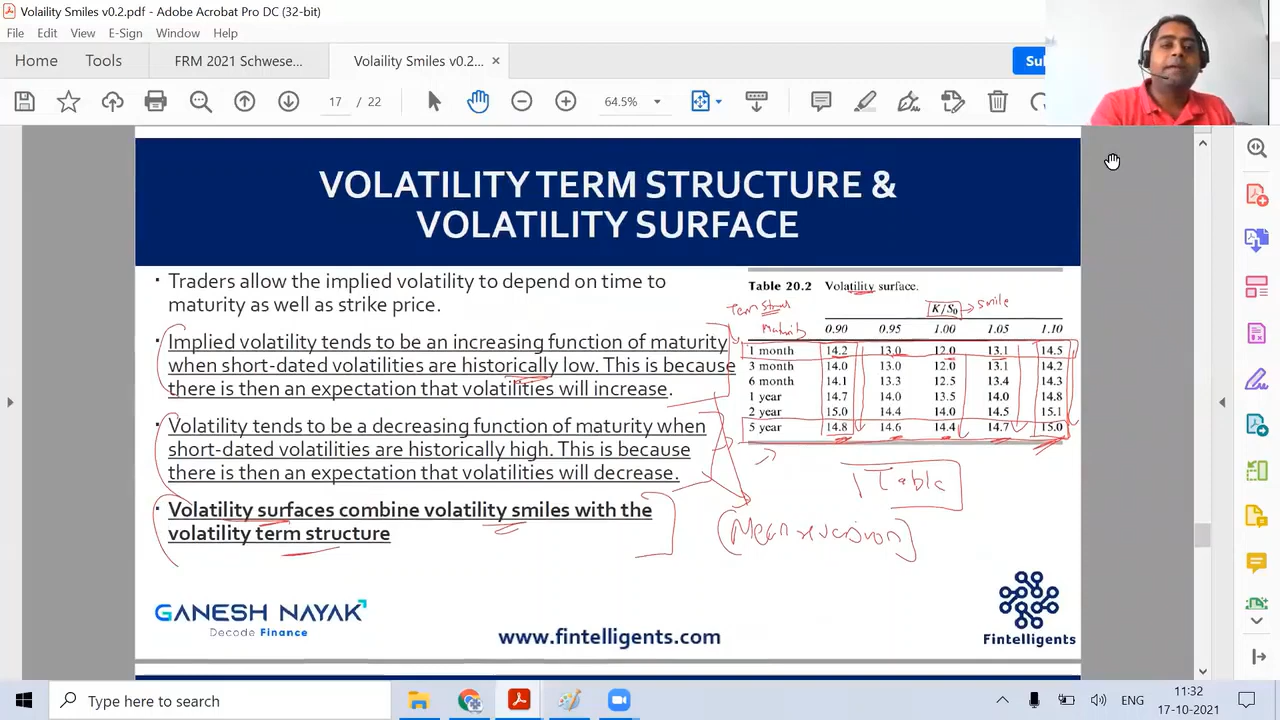 Volaility Smiles v0.2.pdf - Adobe Acrobat Pro DC (32-bit)
File Edit View E-Sign Window Help
Home Tools FRM 2021 Schwese... Volaility Smiles v0.2... ×
17 / 22 64.5%
VOLATILITY TERM STRUCTURE &
VOLATILITY SURFACE
· Traders allow the implied volatility to depend on time to
maturity as well as strike price.
· Implied volatility tends to be an increasing function of maturity
when short-dated volatilities are historically low. This is because
there is then an expectation that volatilities will increase.
· Volatility tends to be a decreasing function of maturity when
short-dated volatilities are historically high. This is because
there is then an expectation that volatilities will decrease.
· Volatility surfaces combine volatility smiles with the
volatility term structure
Table 20.2 Volatility surface.
Term Struc
K/S0 → smile
Maturity
0.90 0.95 1.00 1.05 1.10
1 month 14.2 13.0 12.0 13.1 14.5
3 month 14.0 13.0 12.0 13.1 14.2
6 month 14.1 13.3 12.5 13.4 14.3
1 year 14.7 14.0 13.5 14.0 14.8
2 year 15.0 14.4 14.0 14.5 15.1
5 year 14.8 14.6 14.4 14.7 15.0
Table
(Mean reversion)
GANESH NAYAK
Decode Finance
www.fintelligents.com
Fintelligents
Type here to search
ENG
11:32
17-10-2021